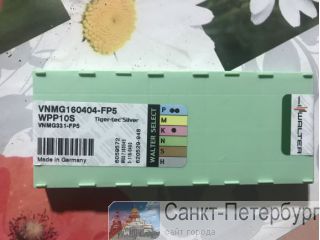 VNMG160404-FP5
WPP10S Tiger·tec Silver
VNMG331-FP5
Made in Germany
WALTER SELECT
P
M
K
N
S
H
WALTER
Санкт-Петербург
сайт города